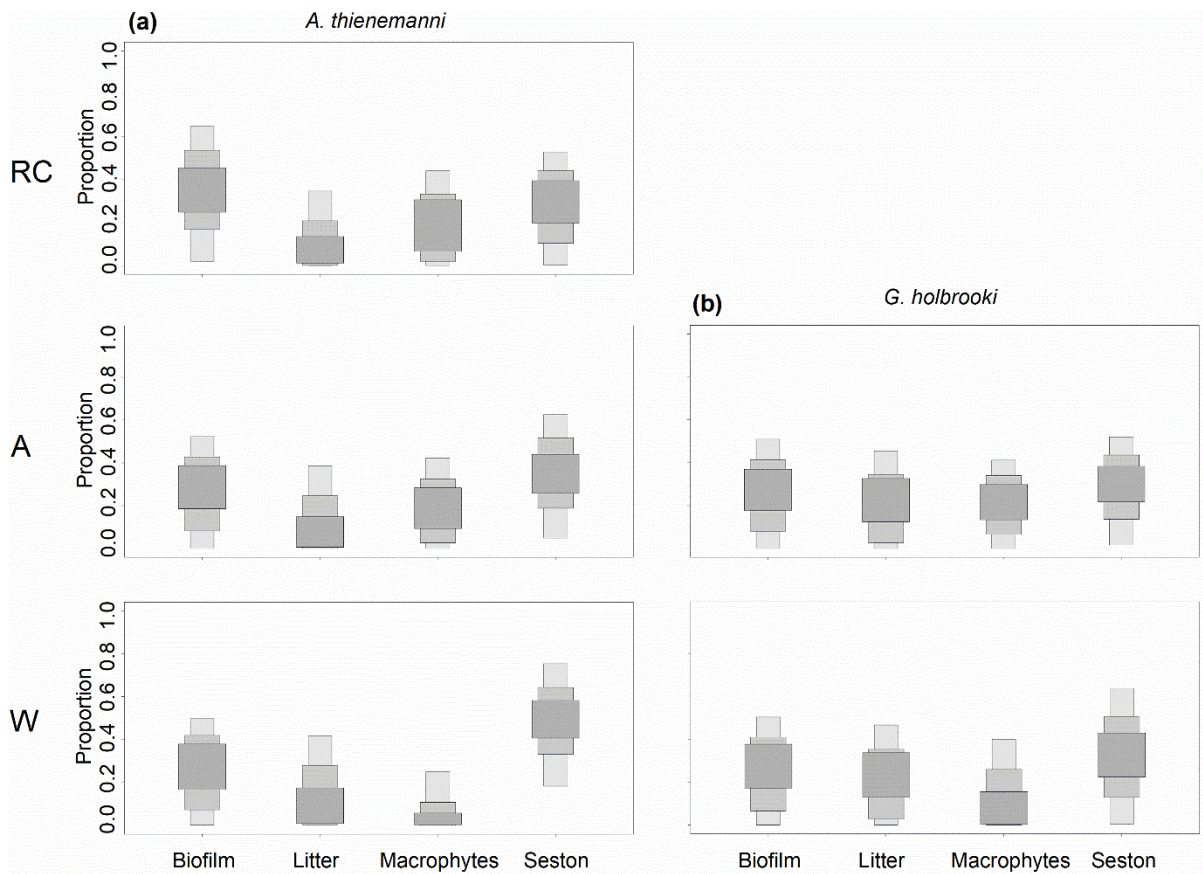 (a)
A. thienemanni
RC
Proportion
0.0 0.2 0.4 0.6 0.8 1.0
(b)
G. holbrooki
A
Proportion
0.0 0.2 0.4 0.6 0.8 1.0
W
Proportion
0.0 0.2 0.4 0.6 0.8 1.0
Biofilm Litter Macrophytes Seston
Biofilm Litter Macrophytes Seston